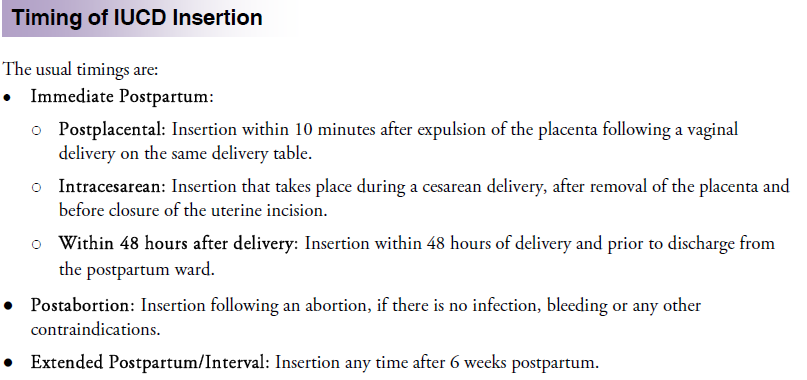 Timing of IUCD Insertion
The usual timings are:
● Immediate Postpartum:
○ Postplacental: Insertion within 10 minutes after expulsion of the placenta following a vaginal
delivery on the same delivery table.
○ Intracesarean: Insertion that takes place during a cesarean delivery, after removal of the placenta and
before closure of the uterine incision.
○ Within 48 hours after delivery: Insertion within 48 hours of delivery and prior to discharge from
the postpartum ward.
● Postabortion: Insertion following an abortion, if there is no infection, bleeding or any other
contraindications.
● Extended Postpartum/Interval: Insertion any time after 6 weeks postpartum.